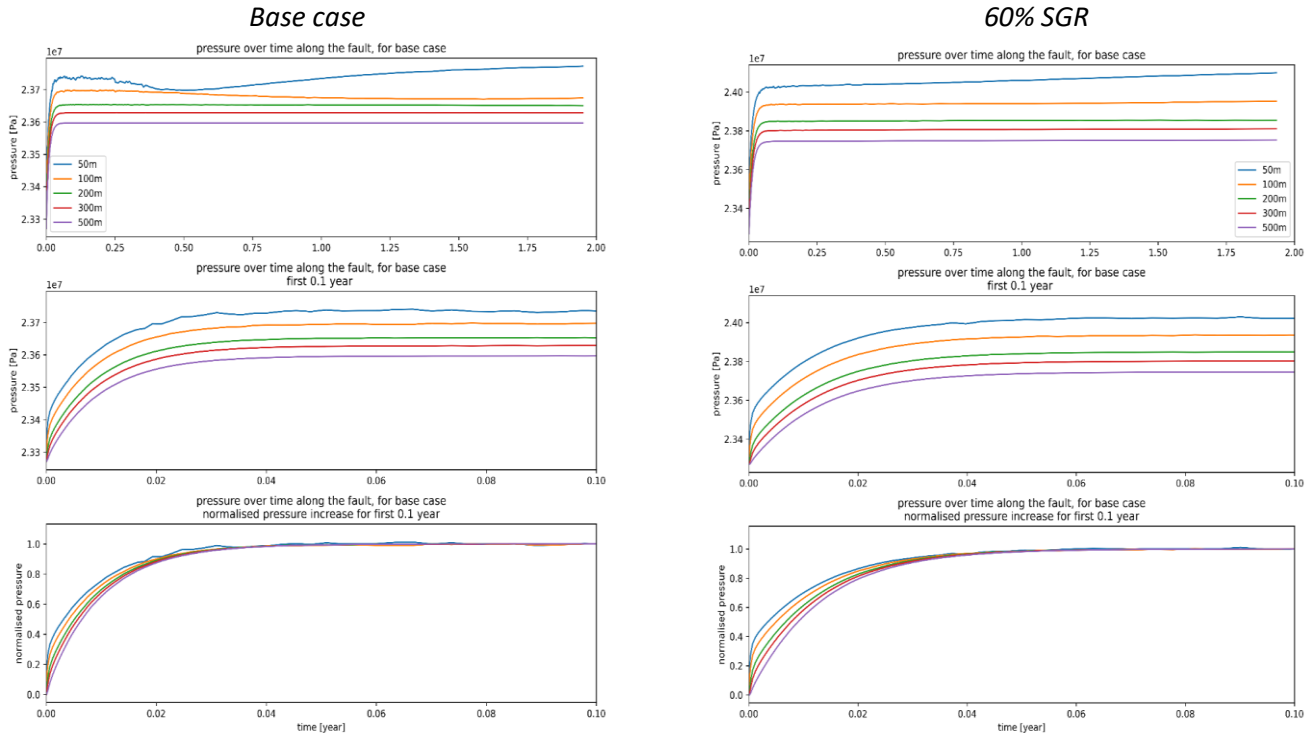 Base case
pressure over time along the fault, for base case
1e7
pressure [Pa]
2.37
2.36
2.35
2.34
2.33
50m
100m
200m
300m
500m
0.00 0.25 0.50 0.75 1.00 1.25 1.50 1.75 2.00
pressure over time along the fault, for base case
first 0.1 year
1e7
pressure [Pa]
2.37
2.36
2.35
2.34
2.33
0.00 0.02 0.04 0.06 0.08 0.10
pressure over time along the fault, for base case
normalised pressure increase for first 0.1 year
normalised pressure
1.0
0.8
0.6
0.4
0.2
0.0
0.00 0.02 0.04 0.06 0.08 0.10
time [year]
60% SGR
pressure over time along the fault, for base case
1e7
pressure [Pa]
2.40
2.38
2.36
2.34
50m
100m
200m
300m
500m
0.00 0.25 0.50 0.75 1.00 1.25 1.50 1.75 2.00
pressure over time along the fault, for base case
first 0.1 year
1e7
pressure [Pa]
2.40
2.38
2.36
2.34
0.00 0.02 0.04 0.06 0.08 0.10
pressure over time along the fault, for base case
normalised pressure increase for first 0.1 year
normalised pressure
1.0
0.8
0.6
0.4
0.2
0.0
0.00 0.02 0.04 0.06 0.08 0.10
time [year]